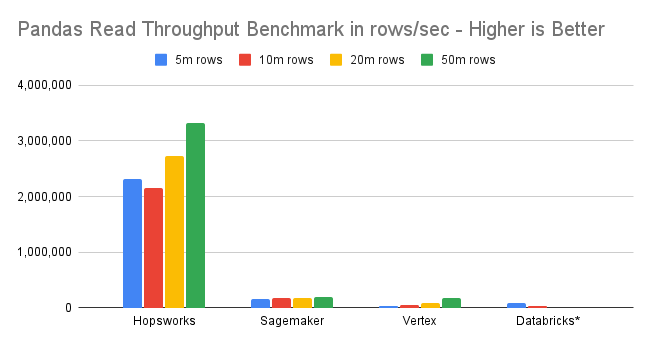 Pandas Read Throughput Benchmark in rows/sec - Higher is Better
5m rows 10m rows 20m rows 50m rows
4,000,000
3,000,000
2,000,000
1,000,000
0
Hopsworks Sagemaker Vertex Databricks*